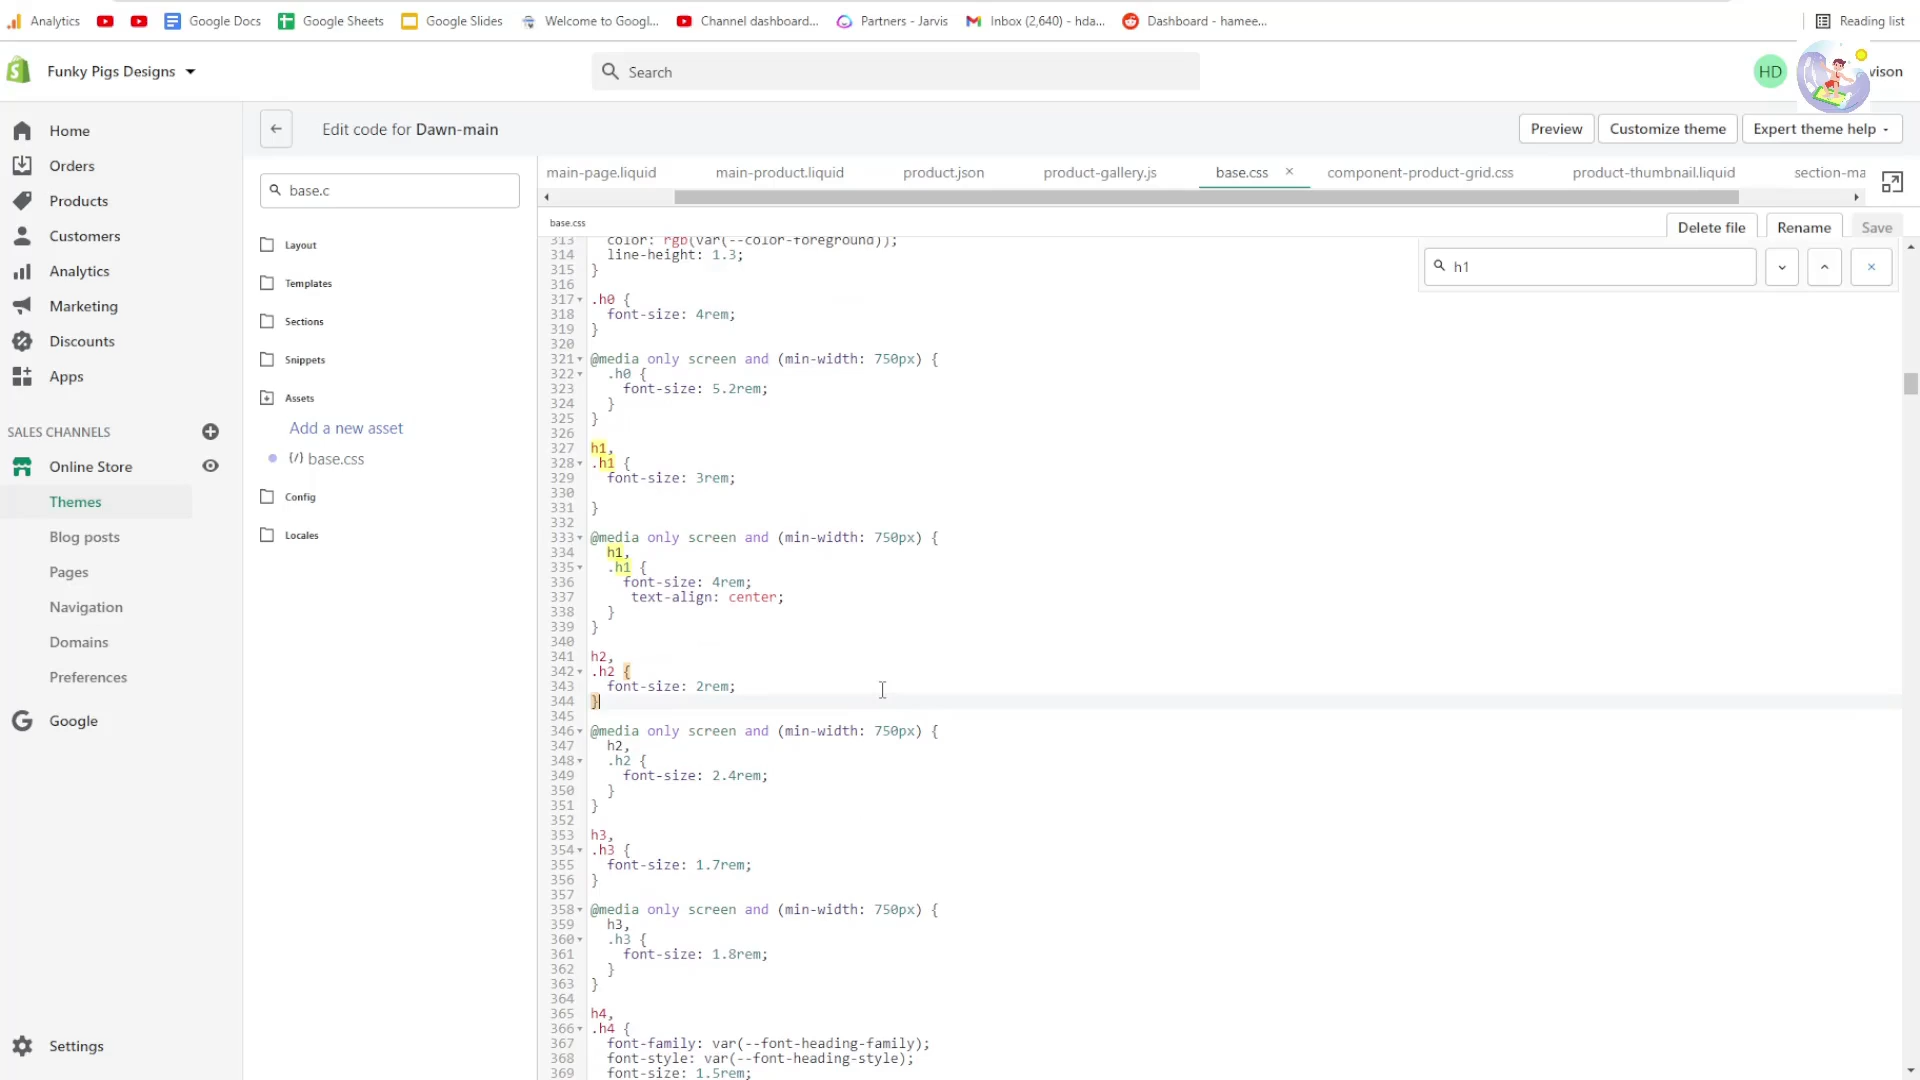 Analytics
Google Docs
Google Sheets
Google Slides
Welcome to Googl...
Channel dashboard...
Partners - Jarvis
Inbox (2,640) - hda...
Dashboard - hamee...
Reading list
Funky Pigs Designs
Search
HD
vison
Home
Orders
Products
Customers
Analytics
Marketing
Discounts
Apps
SALES CHANNELS
Online Store
Themes
Blog posts
Pages
Navigation
Domains
Preferences
Google
Settings
Edit code for Dawn-main
Preview
Customize theme
Expert theme help
base.c
Layout
Templates
Sections
Snippets
Assets
Add a new asset
{/} base.css
Config
Locales
main-page.liquid
main-product.liquid
product.json
product-gallery.js
base.css ×
component-product-grid.css
product-thumbnail.liquid
section-ma
base.css
Delete file
Rename
Save
h1
313 color: rgb(var(--color-foreground));
314 line-height: 1.3;
315 }
316
317 .h0 {
318 font-size: 4rem;
319 }
320
321 @media only screen and (min-width: 750px) {
322 .h0 {
323 font-size: 5.2rem;
324 }
325 }
326
327 h1,
328 .h1 {
329 font-size: 3rem;
330
331 }
332
333 @media only screen and (min-width: 750px) {
334 h1,
335 .h1 {
336 font-size: 4rem;
337 text-align: center;
338 }
339 }
340
341 h2,
342 .h2 {
343 font-size: 2rem;
344 }
345
346 @media only screen and (min-width: 750px) {
347 h2,
348 .h2 {
349 font-size: 2.4rem;
350 }
351 }
352
353 h3,
354 .h3 {
355 font-size: 1.7rem;
356 }
357
358 @media only screen and (min-width: 750px) {
359 h3,
360 .h3 {
361 font-size: 1.8rem;
362 }
363 }
364
365 h4,
366 .h4 {
367 font-family: var(--font-heading-family);
368 font-style: var(--font-heading-style);
369 font-size: 1.5rem;